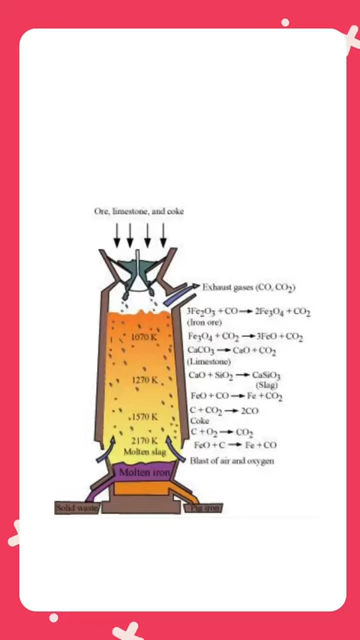 Ore, limestone, and coke
Exhaust gases (CO, CO₂)
3Fe₂O₃ + CO → 2Fe₃O₄ + CO₂
(Iron ore)
Fe₃O₄ + CO₂ → 3FeO + CO₂
CaCO₃ → CaO + CO₂
(Limestone)
CaO + SiO₂ → CaSiO₃
(Slag)
FeO + CO → Fe + CO₂
C + CO₂ → 2CO
Coke
C + O₂ → CO₂
FeO + C → Fe + CO
Blast of air and oxygen
1070 K
1270 K
1570 K
2170 K
Molten slag
Molten iron
Solid waste
Pig iron